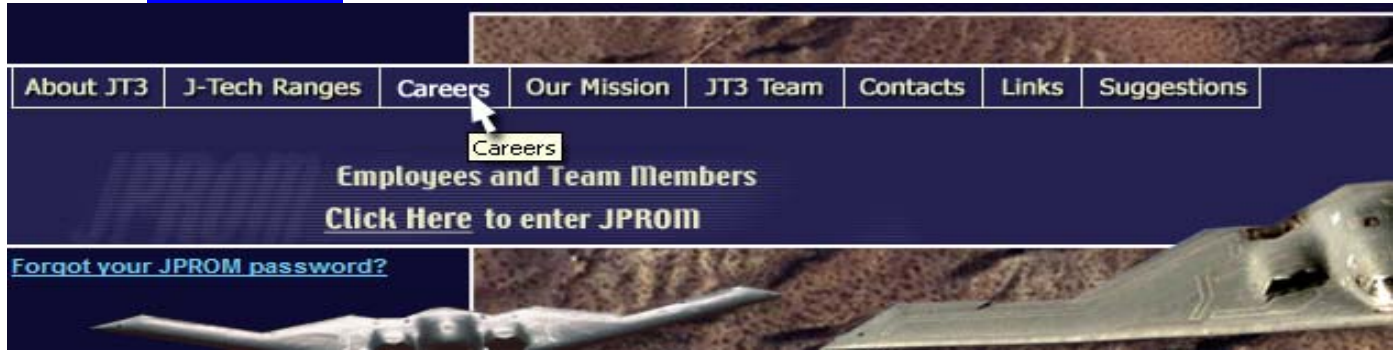 About JT3 J-Tech Ranges Careers Our Mission JT3 Team Contacts Links Suggestions
Careers
JPROM
Employees and Team Members
Click Here to enter JPROM
Forgot your JPROM password?